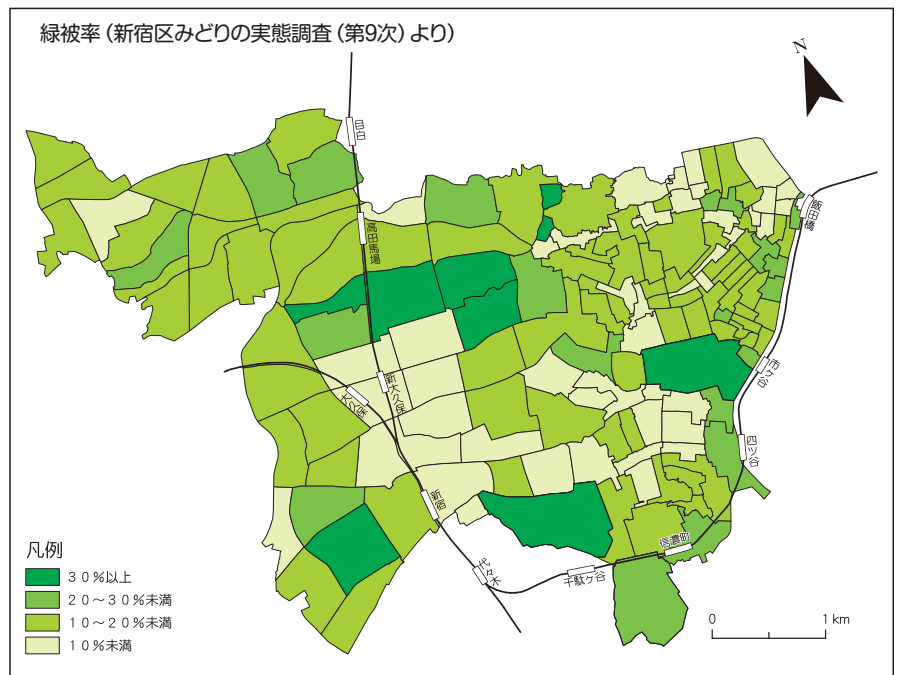 緑被率(新宿区みどりの実態調査(第9次)より)
N
目白
飯田橋
高田馬場
市ヶ谷
新大久保
大久保
四ツ谷
新宿
信濃町
代々木
千駄ヶ谷
凡例
30%以上
20~30%未満
10~20%未満
10%未満
0 1 km